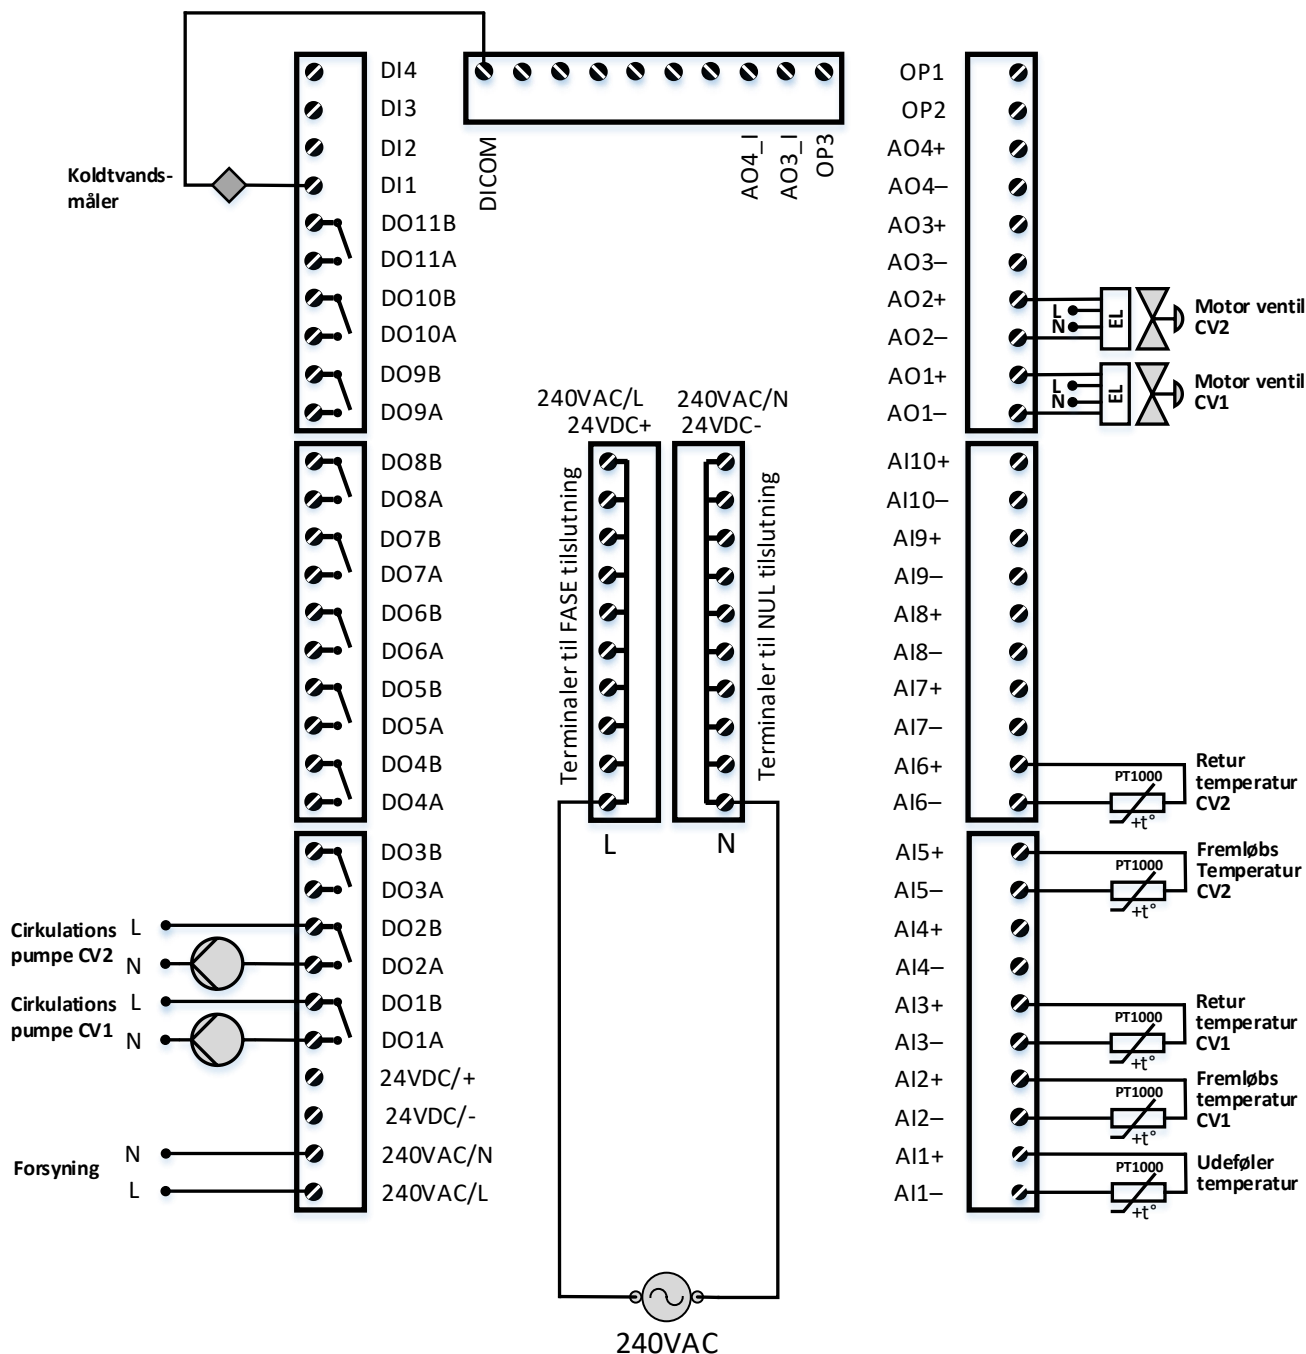 DI4
DI3
DI2
DI1
DO11B
DO11A
DO10B
DO10A
DO9B
DO9A
Koldtvands-
måler
DICOM
AO4_I
AO3_I
OP3
OP1
OP2
AO4+
AO4–
AO3+
AO3–
AO2+
AO2–
AO1+
AO1–
L
N
EL
Motor ventil
CV2
L
N
EL
Motor ventil
CV1
240VAC/L
24VDC+
240VAC/N
24VDC-
Terminaler til FASE tilslutning
Terminaler til NUL tilslutning
L
N
DO8B
DO8A
DO7B
DO7A
DO6B
DO6A
DO5B
DO5A
DO4B
DO4A
AI10+
AI10–
AI9+
AI9–
AI8+
AI8–
AI7+
AI7–
AI6+
AI6–
PT1000
+t°
Retur
temperatur
CV2
DO3B
DO3A
DO2B
DO2A
DO1B
DO1A
24VDC/+
24VDC/-
240VAC/N
240VAC/L
Cirkulations
pumpe CV2
L
N
Cirkulations
pumpe CV1
L
N
Forsyning
N
L
AI5+
AI5–
AI4+
AI4–
AI3+
AI3–
AI2+
AI2–
AI1+
AI1–
PT1000
+t°
Fremløbs
Temperatur
CV2
PT1000
+t°
Retur
temperatur
CV1
PT1000
+t°
Fremløbs
temperatur
CV1
PT1000
+t°
Udeføler
temperatur
240VAC